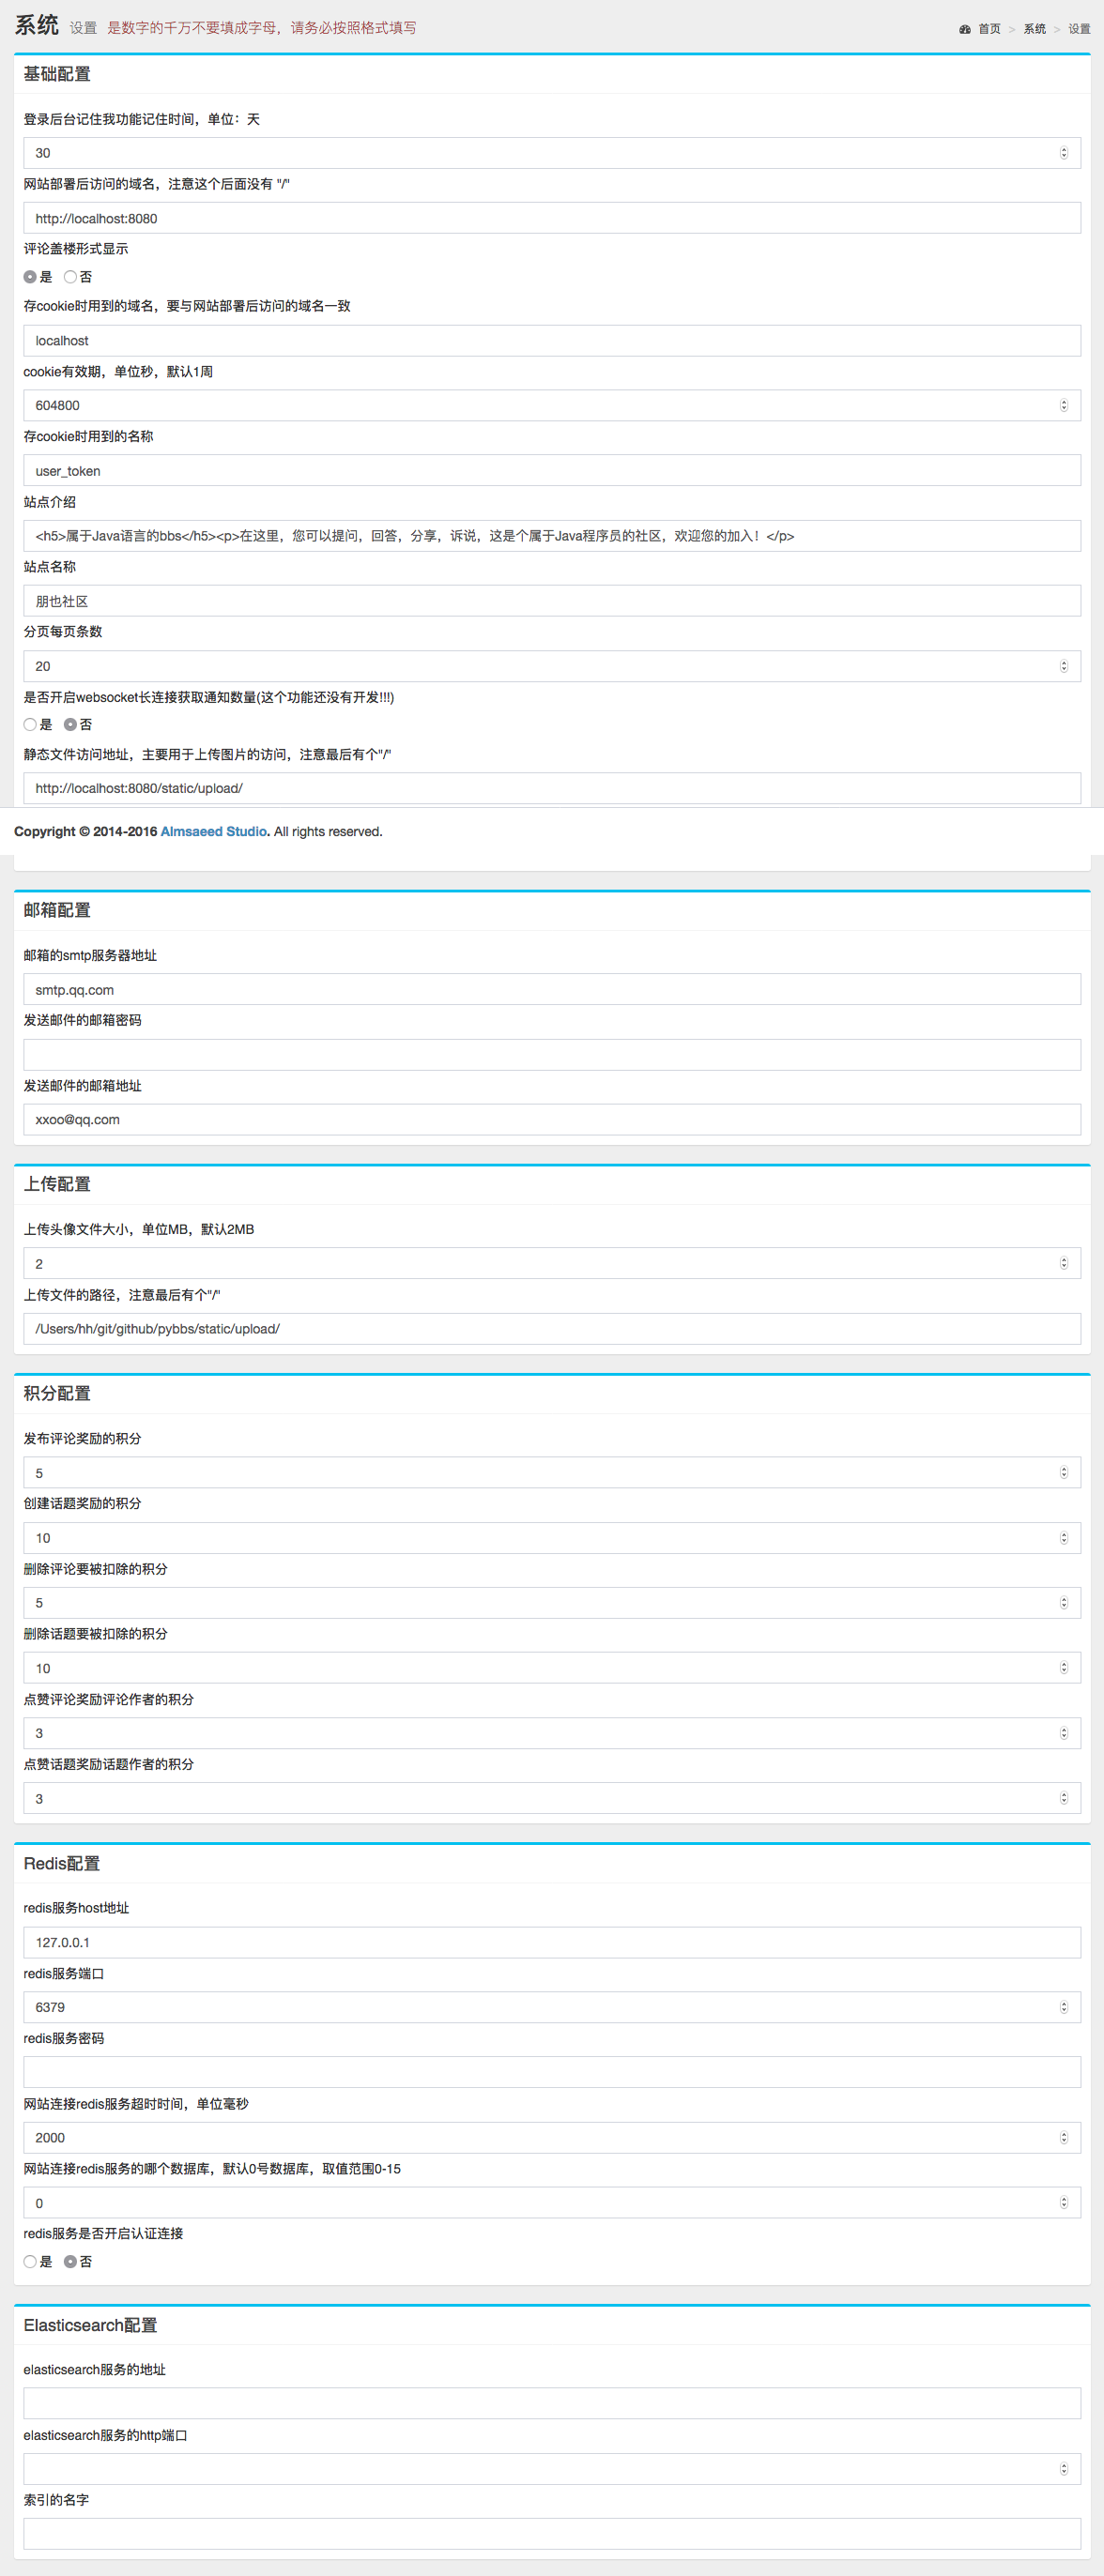 系统 设置 是数字的千万不要填成字母，请务必按照格式填写
首页 > 系统 > 设置
基础配置
登录后台记住我功能记住时间，单位：天
30
网站部署后访问的域名，注意这个后面没有 "/"
http://localhost:8080
评论盖楼形式显示
是 否
存cookie时用到的域名，要与网站部署后访问的域名一致
localhost
cookie有效期，单位秒，默认1周
604800
存cookie时用到的名称
user_token
站点介绍
<h5>属于Java语言的bbs</h5><p>在这里，您可以提问，回答，分享，诉说，这是个属于Java程序员的社区，欢迎您的加入！</p>
站点名称
朋也社区
分页每页条数
20
是否开启websocket长连接获取通知数量(这个功能还没有开发!!!)
是 否
静态文件访问地址，主要用于上传图片的访问，注意最后有个"/"
http://localhost:8080/static/upload/
Copyright © 2014-2016 Almsaeed Studio. All rights reserved.
邮箱配置
邮箱的smtp服务器地址
smtp.qq.com
发送邮件的邮箱密码
发送邮件的邮箱地址
xxoo@qq.com
上传配置
上传头像文件大小，单位MB，默认2MB
2
上传文件的路径，注意最后有个"/"
/Users/hh/git/github/pybbs/static/upload/
积分配置
发布评论奖励的积分
5
创建话题奖励的积分
10
删除评论要被扣除的积分
5
删除话题要被扣除的积分
10
点赞评论奖励评论作者的积分
3
点赞话题奖励话题作者的积分
3
Redis配置
redis服务host地址
127.0.0.1
redis服务端口
6379
redis服务密码
网站连接redis服务超时时间，单位毫秒
2000
网站连接redis服务的哪个数据库，默认0号数据库，取值范围0-15
0
redis服务是否开启认证连接
是 否
Elasticsearch配置
elasticsearch服务的地址
elasticsearch服务的http端口
索引的名字